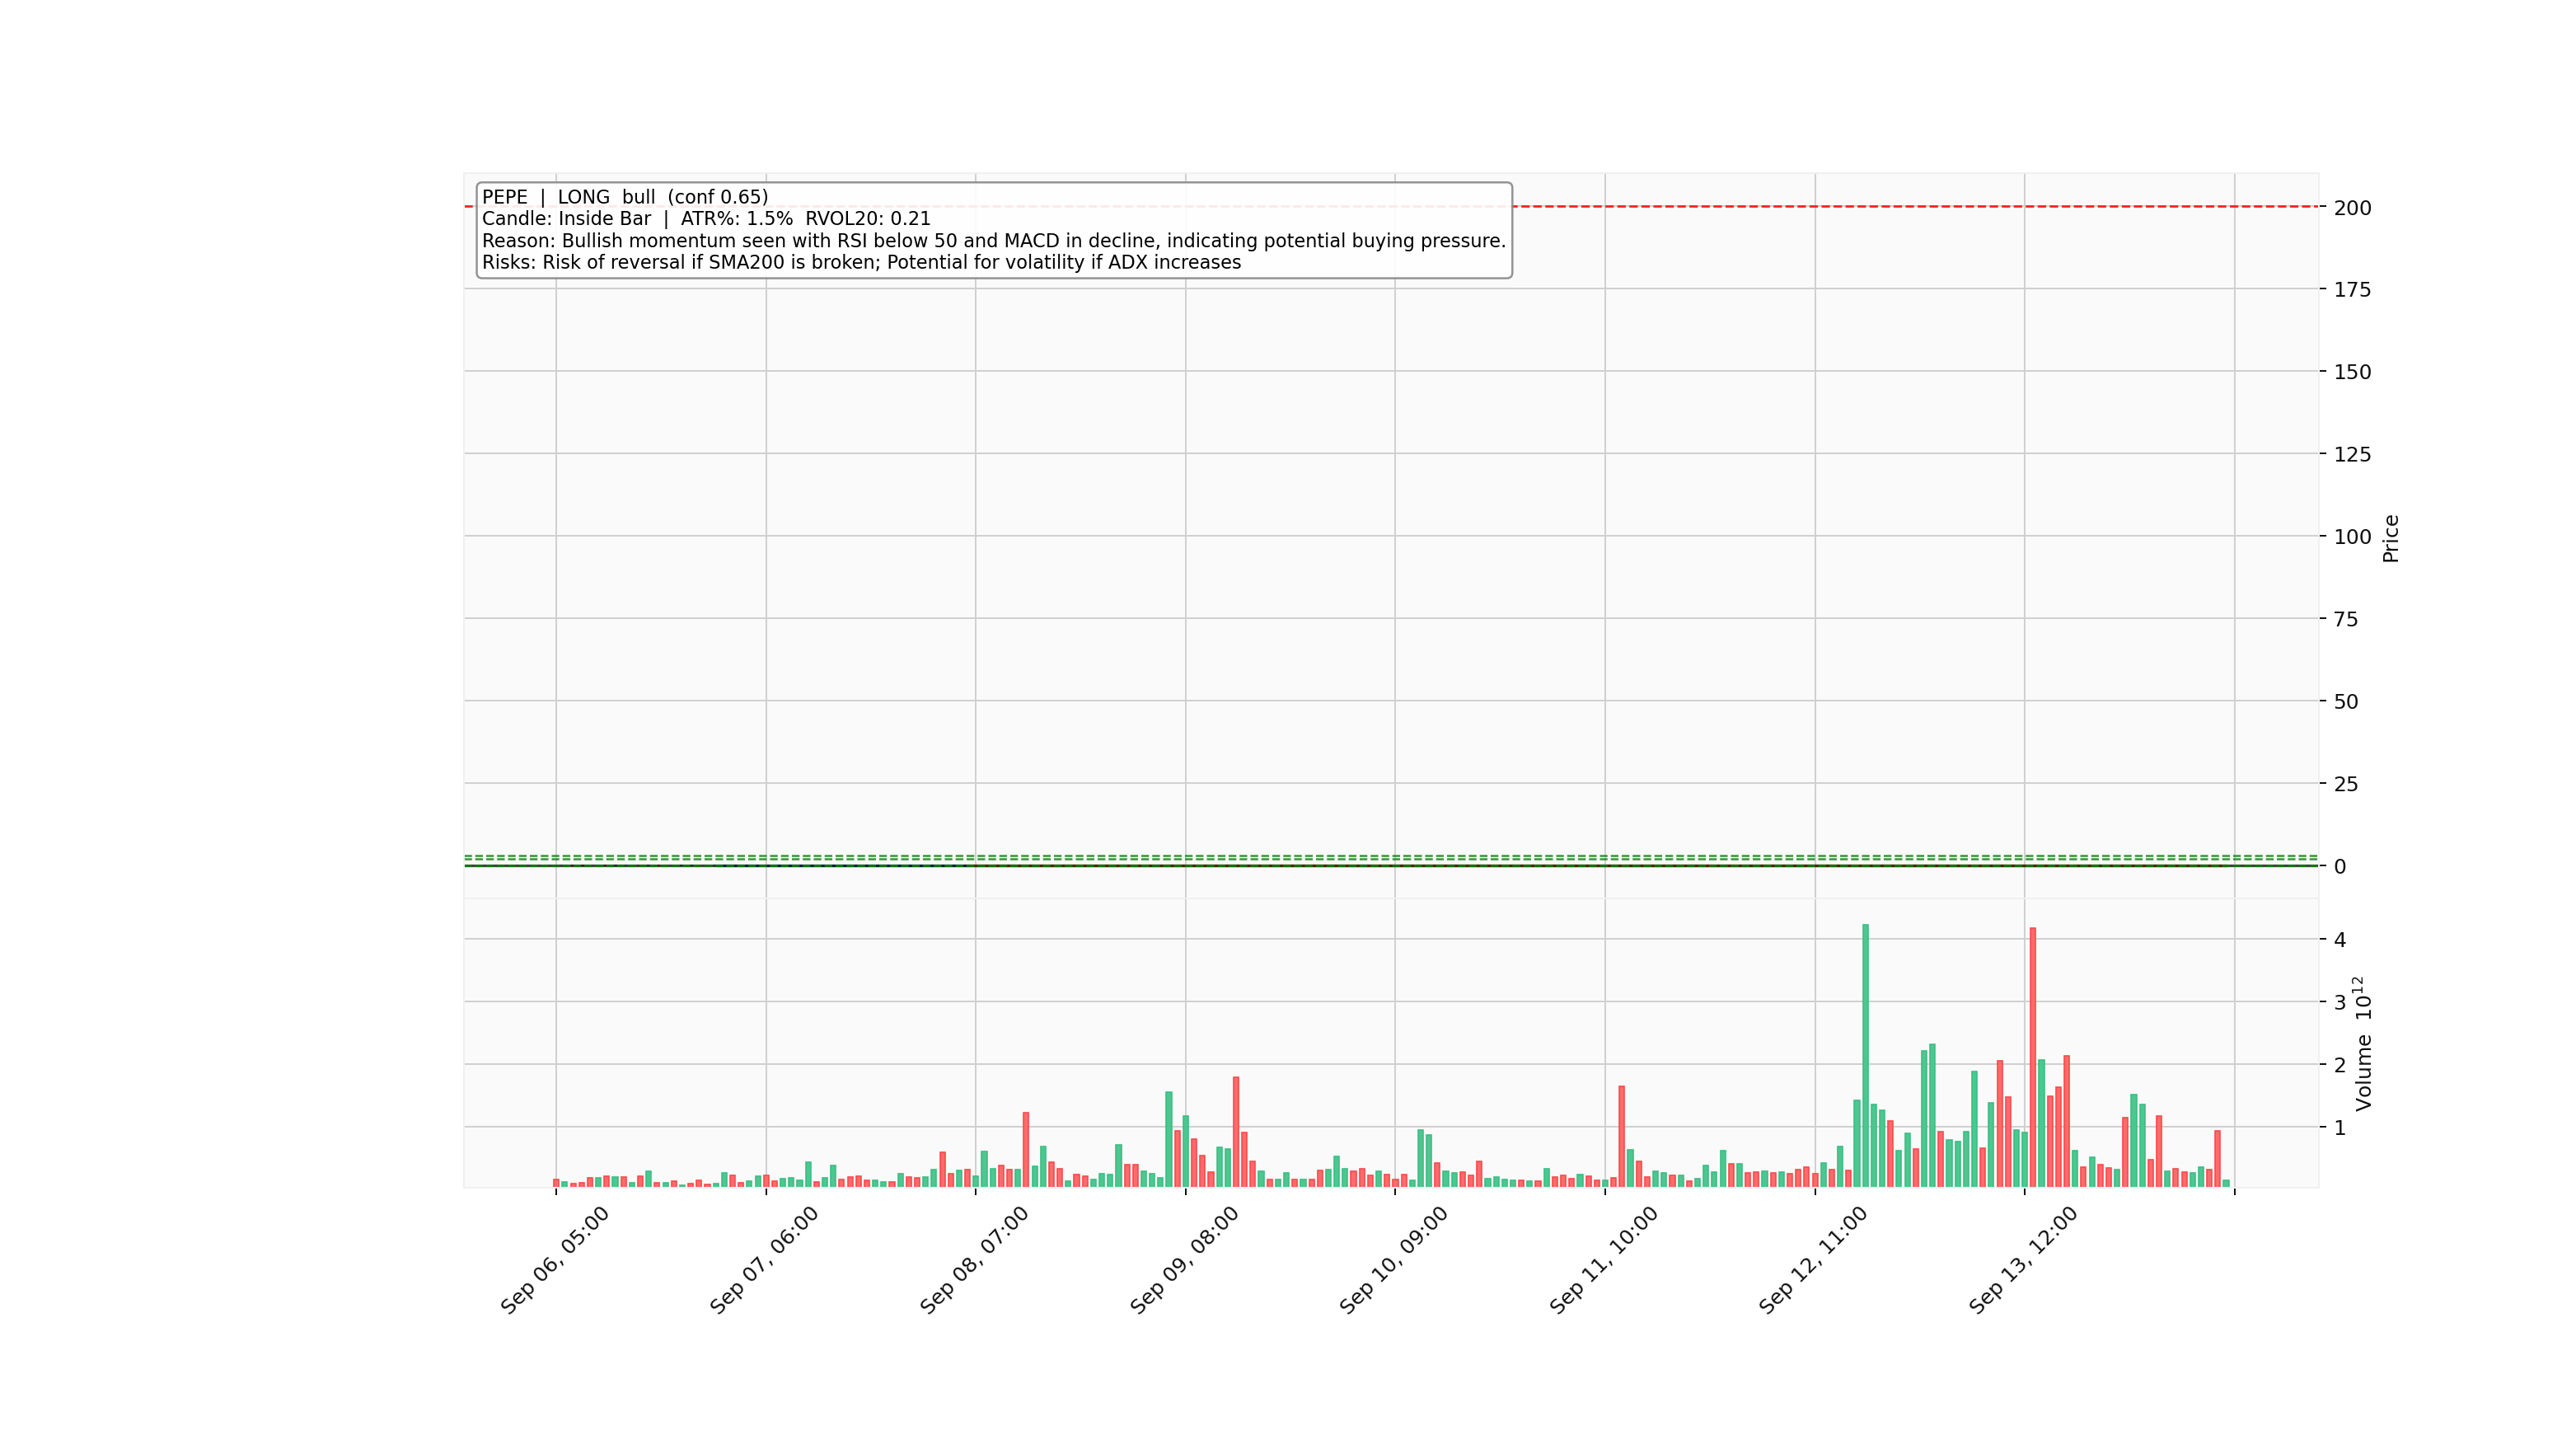 PEPE | LONG bull (conf 0.65)
Candle: Inside Bar | ATR%: 1.5% RVOL20: 0.21
Reason: Bullish momentum seen with RSI below 50 and MACD in decline, indicating potential buying pressure.
Risks: Risk of reversal if SMA200 is broken; Potential for volatility if ADX increases
200
175
150
125
100
75
50
25
0
Price
4
3
2
1
Volume 10^12
Sep 06, 05:00
Sep 07, 06:00
Sep 08, 07:00
Sep 09, 08:00
Sep 10, 09:00
Sep 11, 10:00
Sep 12, 11:00
Sep 13, 12:00